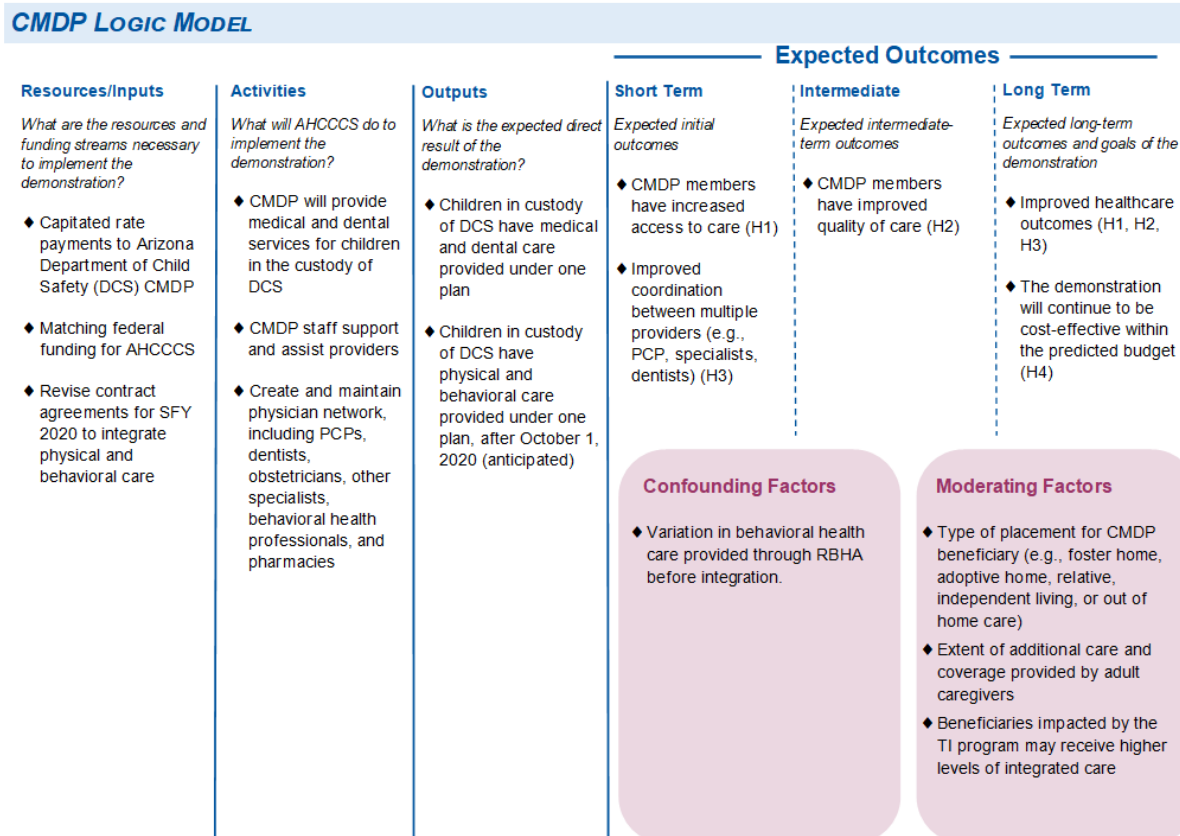 CMDP LOGIC MODEL
Expected Outcomes
Resources/Inputs
What are the resources and
funding streams necessary
to implement the
demonstration?
♦ Capitated rate
payments to Arizona
Department of Child
Safety (DCS) CMDP
♦ Matching federal
funding for AHCCCS
♦ Revise contract
agreements for SFY
2020 to integrate
physical and
behavioral care
Activities
What will AHCCCS do to
implement the
demonstration?
♦ CMDP will provide
medical and dental
services for children
in the custody of
DCS
♦ CMDP staff support
and assist providers
♦ Create and maintain
physician network,
including PCPs,
dentists,
obstetricians, other
specialists,
behavioral health
professionals, and
pharmacies
Outputs
What is the expected direct
result of the
demonstration?
♦ Children in custody
of DCS have medical
and dental care
provided under one
plan
♦ Children in custody
of DCS have
physical and
behavioral care
provided under one
plan, after October 1,
2020 (anticipated)
Short Term
Expected initial
outcomes
♦ CMDP members
have increased
access to care (H1)
♦ Improved
coordination
between multiple
providers (e.g.,
PCP, specialists,
dentists) (H3)
Intermediate
Expected intermediate-
term outcomes
♦ CMDP members
have improved
quality of care (H2)
Long Term
Expected long-term
outcomes and goals of the
demonstration
♦ Improved healthcare
outcomes (H1, H2,
H3)
♦ The demonstration
will continue to be
cost-effective within
the predicted budget
(H4)
Confounding Factors
♦ Variation in behavioral health
care provided through RBHA
before integration.
Moderating Factors
♦ Type of placement for CMDP
beneficiary (e.g., foster home,
adoptive home, relative,
independent living, or out of
home care)
♦ Extent of additional care and
coverage provided by adult
caregivers
♦ Beneficiaries impacted by the
TI program may receive higher
levels of integrated care